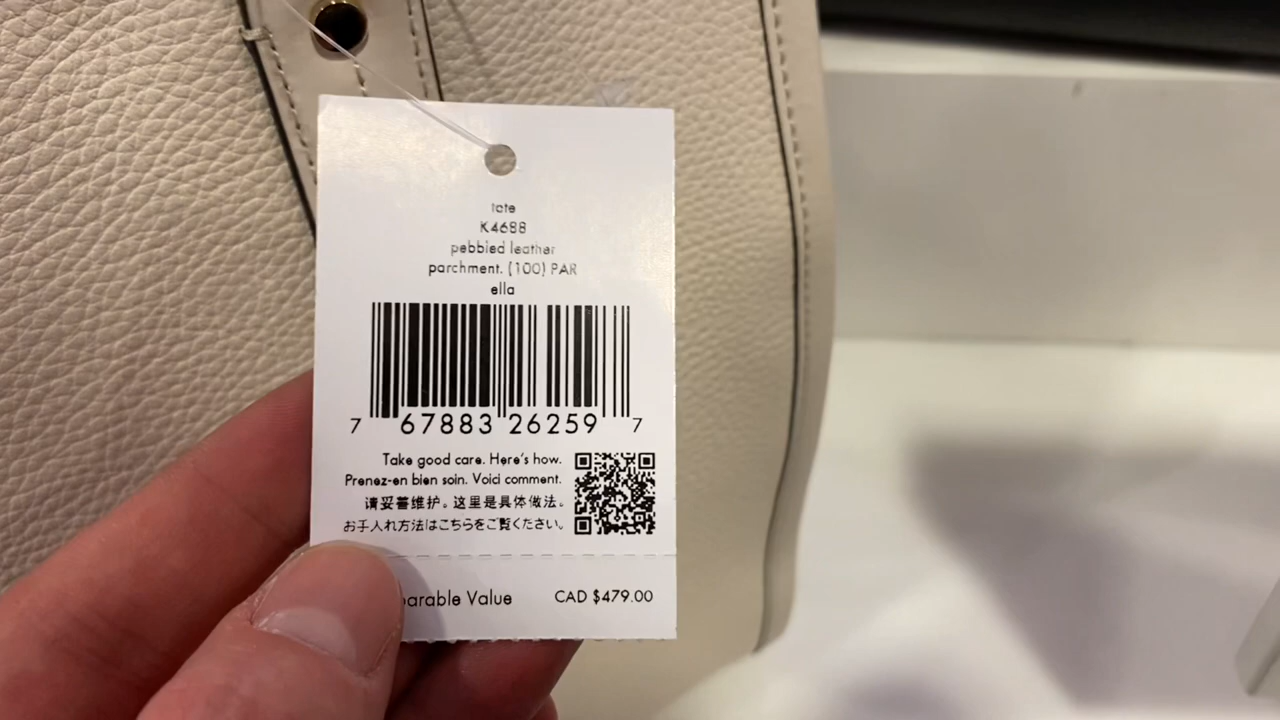 tote
K4688
pebbled leather
parchment. (100) PAR
ella
7 67883 26259 7
Take good care. Here's how.
Prenez-en bien soin. Voici comment.
请妥善维护。这里是具体做法。
お手入れ方法はこちらをご覧ください。
arable Value CAD $479.00